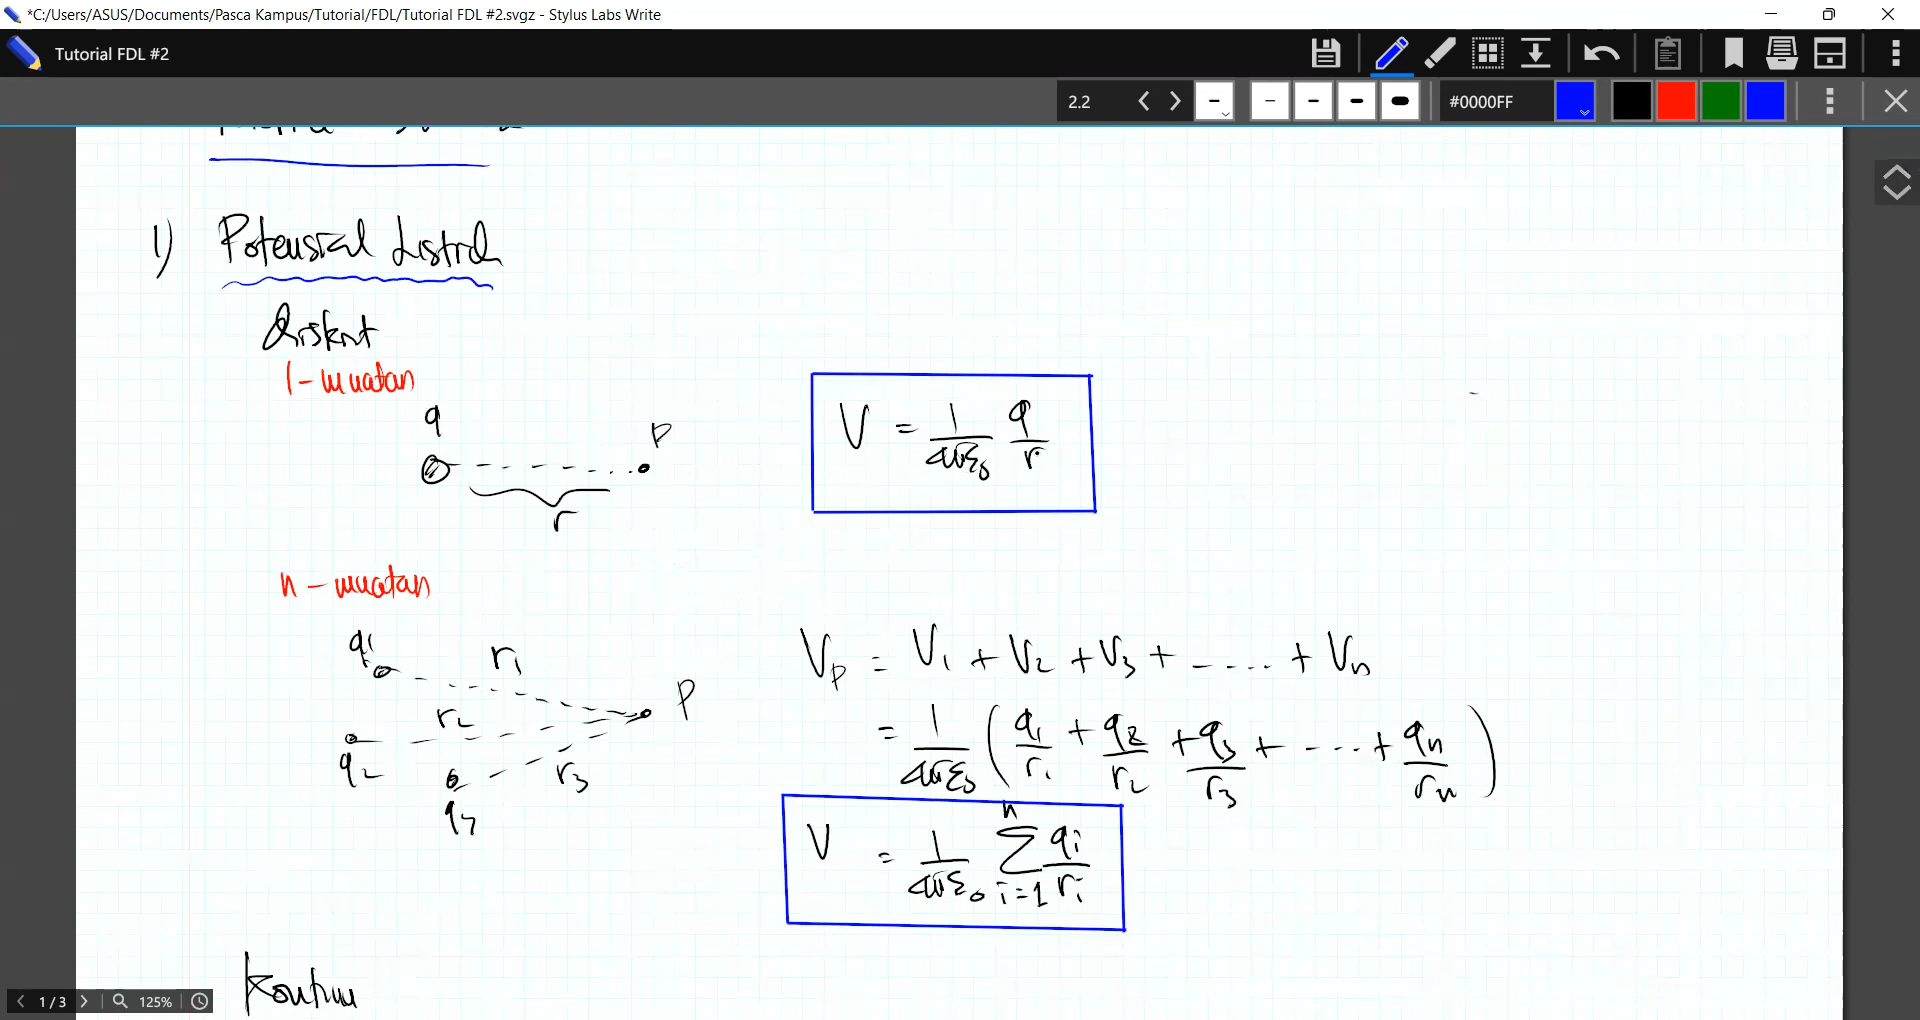 *C:/Users/ASUS/Documents/Pasca Kampus/Tutorial/FDL/Tutorial FDL #2.svgz - Stylus Labs Write
Tutorial FDL #2
2.2
#0000FF
1) Potensial Listrik
diskrit
1-muatan
q
P
r
V = 1/4πε₀ q/r
n-muatan
q₁ r₁
r₂ P
q₂ r₃
q₃
Vₚ = V₁ + V₂ + V₃ + ..... + Vₙ
= 1/4πε₀ (q₁/r₁ + q₂/r₂ + q₃/r₃ + ..... + qₙ/rₙ)
V = 1/4πε₀ Σⁿᵢ₌₁ qᵢ/rᵢ
Kontinu
1/3 125%